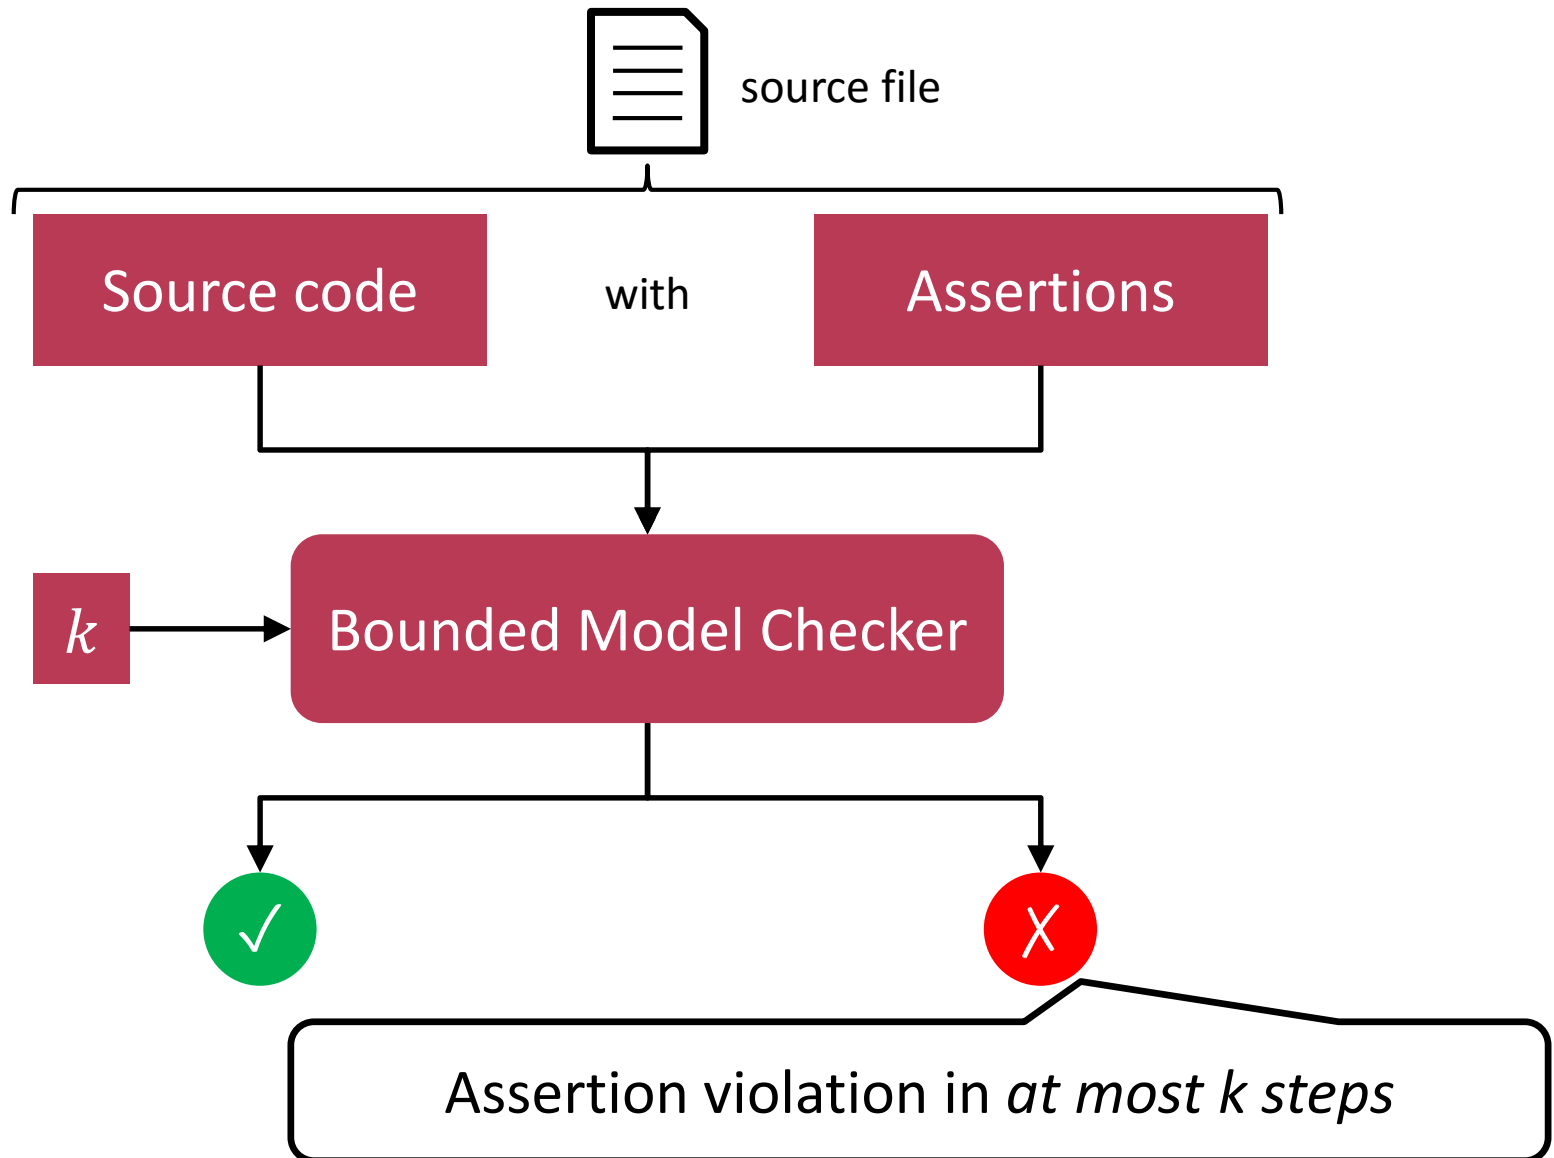 source file
Source code
with
Assertions
k
Bounded Model Checker
✓
✗
Assertion violation in at most k steps